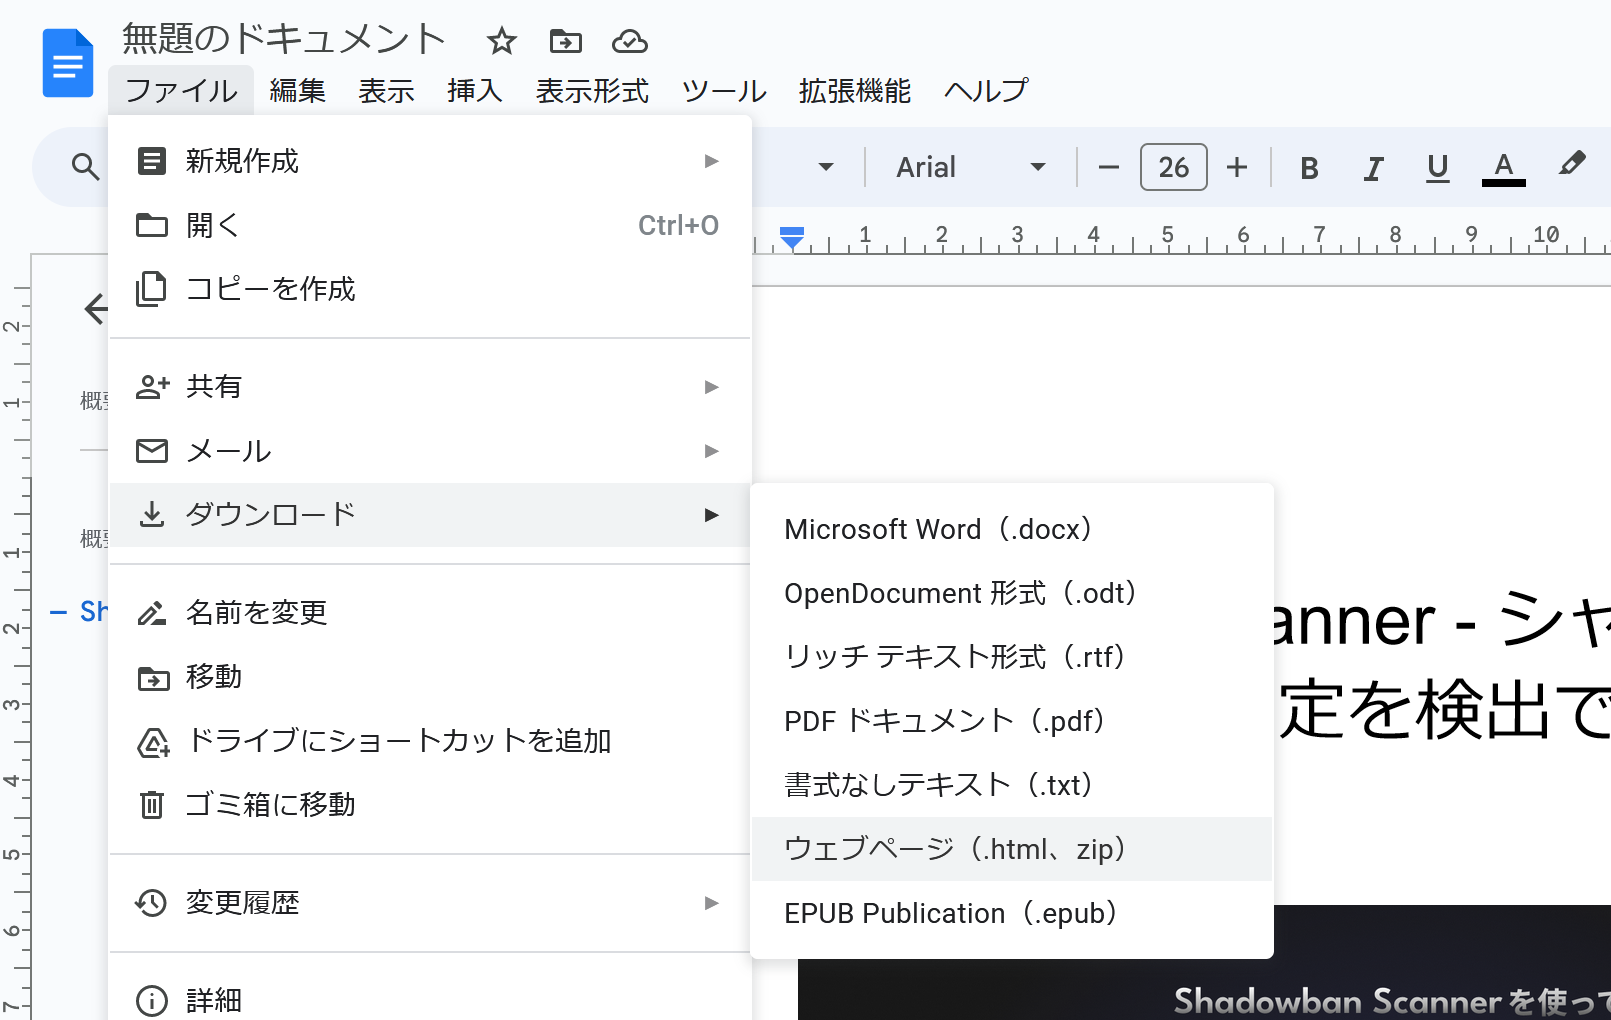 無題のドキュメント
ファイル 編集 表示 挿入 表示形式 ツール 拡張機能 ヘルプ
Arial 26 B I U A
1 2 3 4 5 6 7 8 9 10
2 1 1 2 3 4 5 6 7
新規作成
開く Ctrl+O
コピーを作成
共有
メール
ダウンロード
名前を変更
移動
ドライブにショートカットを追加
ゴミ箱に移動
変更履歴
詳細
Microsoft Word（.docx）
OpenDocument 形式（.odt）
リッチ テキスト形式（.rtf）
PDF ドキュメント（.pdf）
書式なしテキスト（.txt）
ウェブページ（.html、zip）
EPUB Publication（.epub）
概
概
Sh
anner - シャ
定を検出で
Shadowban Scannerを使って